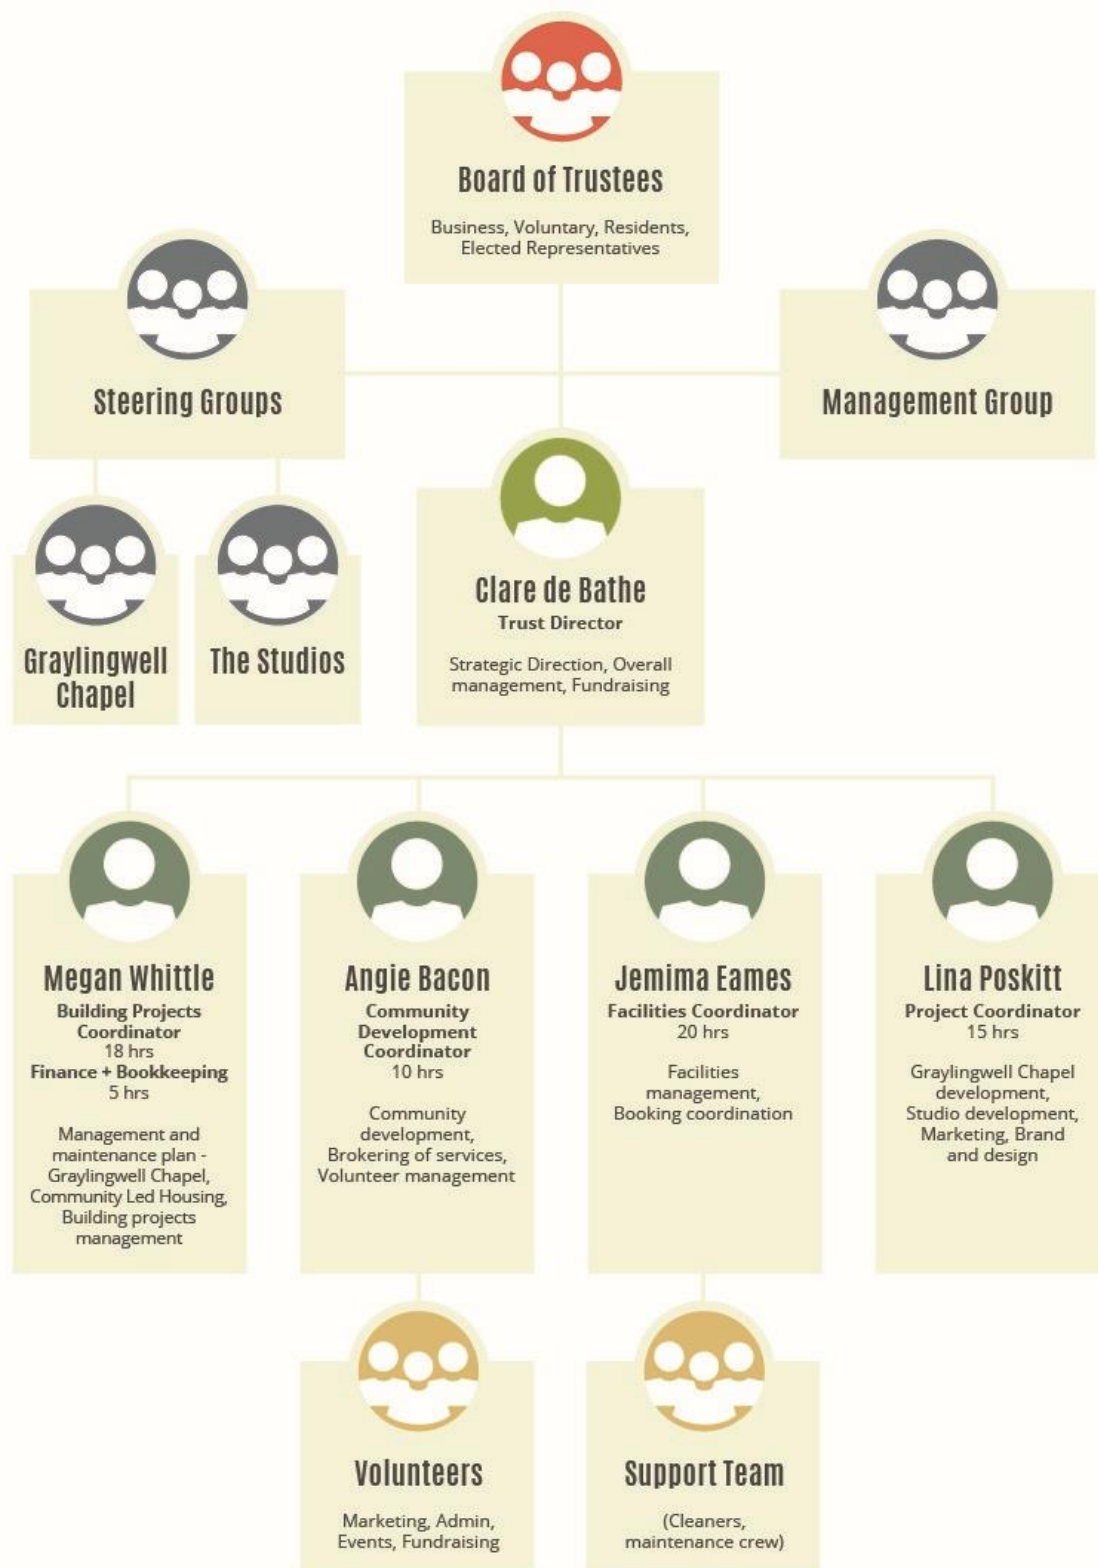 Board of Trustees
Business, Voluntary, Residents,
Elected Representatives
Steering Groups
Management Group
Graylingwell
Chapel
The Studios
Clare de Bathe
Trust Director
Strategic Direction, Overall
management, Fundraising
Megan Whittle
Building Projects
Coordinator
18 hrs
Finance + Bookkeeping
5 hrs
Management and
maintenance plan -
Graylingwell Chapel,
Community Led Housing,
Building projects
management
Angie Bacon
Community
Development
Coordinator
10 hrs
Community
development,
Brokering of services,
Volunteer management
Jemima Eames
Facilities Coordinator
20 hrs
Facilities
management,
Booking coordination
Lina Poskitt
Project Coordinator
15 hrs
Graylingwell Chapel
development,
Studio development,
Marketing, Brand
and design
Volunteers
Marketing, Admin,
Events, Fundraising
Support Team
(Cleaners,
maintenance crew)